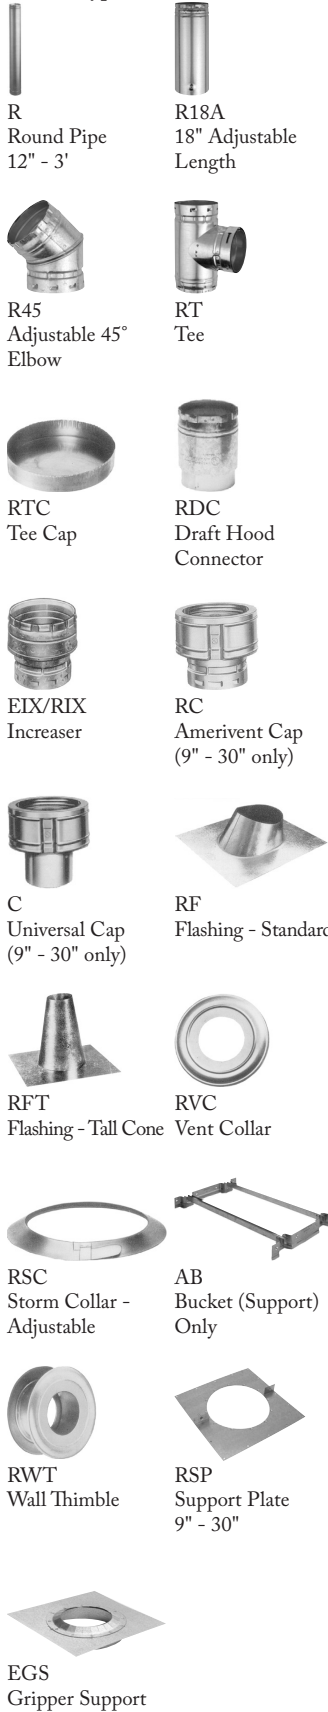 R
Round Pipe
12" - 3'
R18A
18" Adjustable
Length
R45
Adjustable 45°
Elbow
RT
Tee
RTC
Tee Cap
RDC
Draft Hood
Connector
EIX/RIX
Increaser
RC
Amerivent Cap
(9" - 30" only)
C
Universal Cap
(9" - 30" only)
RF
Flashing - Standard
RFT
Flashing - Tall Cone
RVC
Vent Collar
RSC
Storm Collar -
Adjustable
AB
Bucket (Support)
Only
RWT
Wall Thimble
RSP
Support Plate
9" - 30"
EGS
Gripper Support